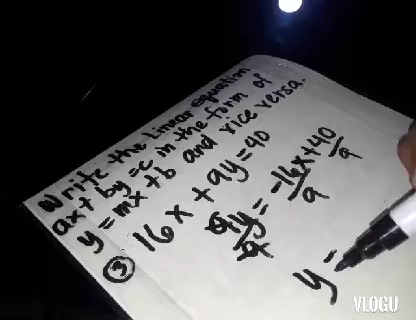 Write the Linear equation
ax + by = c in the form of
y = mx + b and vice versa.
③ 16x + 9y = 40
9y/9 = -16x/9 + 40/9
y =
VLOGU